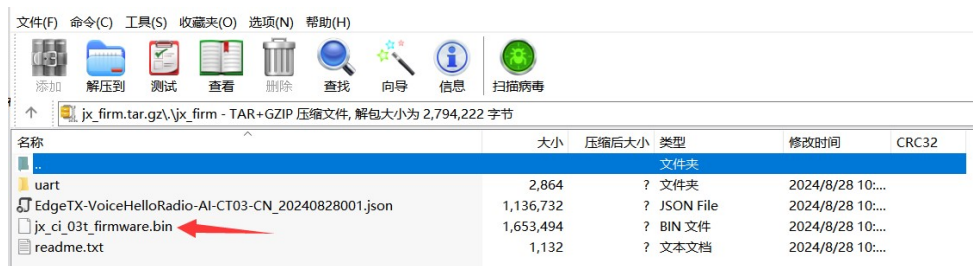 文件(F) 命令(C) 工具(S) 收藏夹(O) 选项(N) 帮助(H)
添加 解压到 测试 查看 删除 查找 向导 信息 扫描病毒
jx_firm.tar.gz\.\jx_firm - TAR+GZIP 压缩文件, 解包大小为 2,794,222 字节
名称 大小 压缩后大小 类型 修改时间 CRC32
.. 文件夹
uart 2,864 ? 文件夹 2024/8/28 10:...
EdgeTX-VoiceHelloRadio-AI-CT03-CN_20240828001.json 1,136,732 ? JSON File 2024/8/28 10:...
jx_ci_03t_firmware.bin 1,653,494 ? BIN 文件 2024/8/28 10:...
readme.txt 1,132 ? 文本文档 2024/8/28 10:...